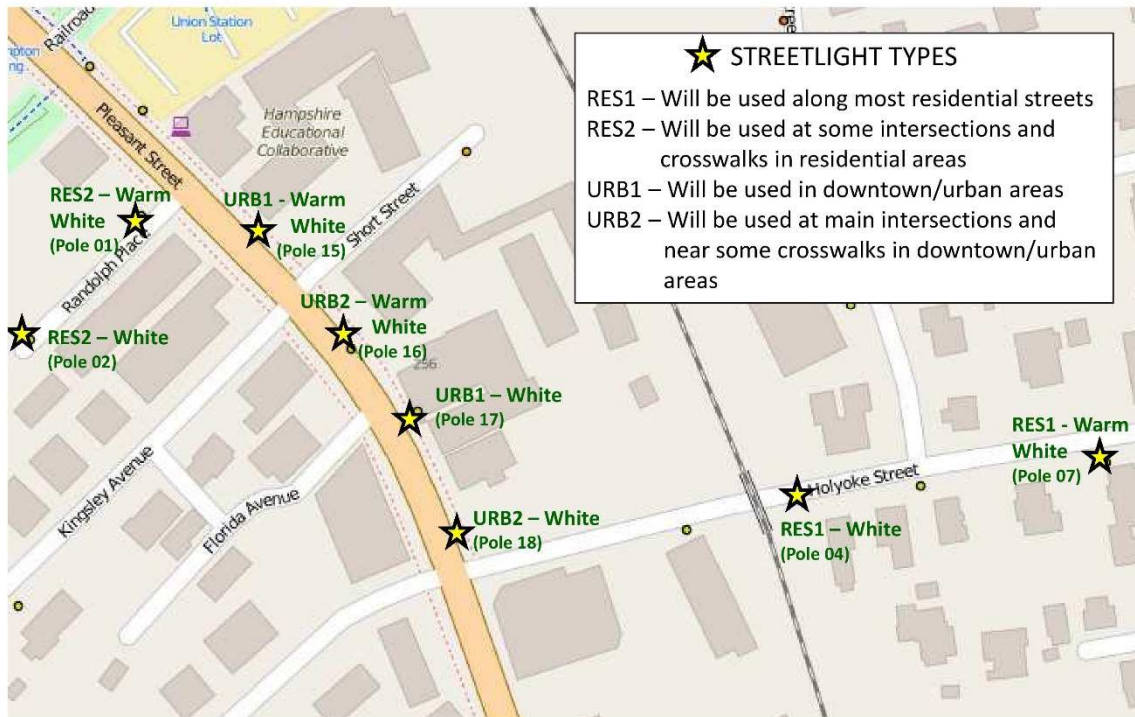 Railroad
mpton
ng
Union Station
Lot
Pleasant Street
Hampshire
Educational
Collaborative
STREETLIGHT TYPES
RES1 – Will be used along most residential streets
RES2 – Will be used at some intersections and
crosswalks in residential areas
URB1 – Will be used in downtown/urban areas
URB2 – Will be used at main intersections and
near some crosswalks in downtown/urban
areas
RES2 – Warm
White
(Pole 01)
URB1 - Warm
White
(Pole 15)
Short Street
Randolph Plac
URB2 – Warm
White
(Pole 16)
RES2 – White
(Pole 02)
256
URB1 – White
(Pole 17)
RES1 - Warm
White
(Pole 07)
Kingsley Avenue
Florida Avenue
Holyoke Street
URB2 – White
(Pole 18)
RES1 – White
(Pole 04)